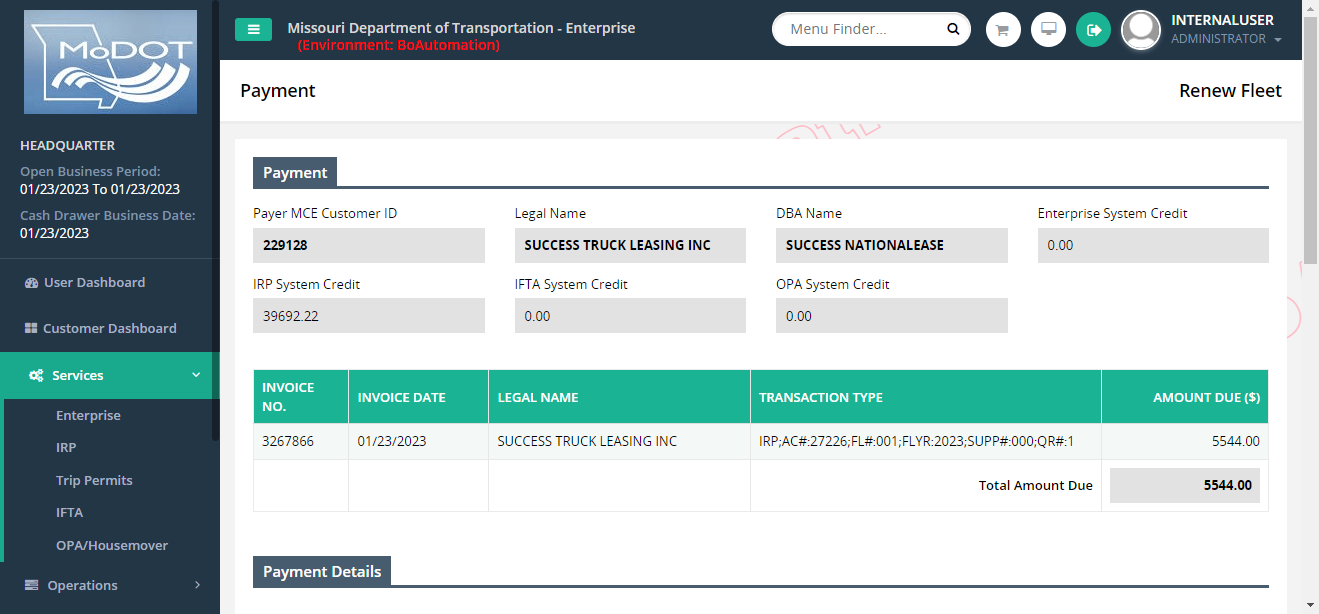 MoDOT
Missouri Department of Transportation - Enterprise
(Environment: BoAutomation)
Menu Finder...
INTERNALUSER
ADMINISTRATOR
HEADQUARTER
Open Business Period:
01/23/2023 To 01/23/2023
Cash Drawer Business Date:
01/23/2023
User Dashboard
Customer Dashboard
Services
Enterprise
IRP
Trip Permits
IFTA
OPA/Housemover
Operations
Payment
Renew Fleet
Payment
Payer MCE Customer ID
Legal Name
DBA Name
Enterprise System Credit
229128
SUCCESS TRUCK LEASING INC
SUCCESS NATIONALEASE
0.00
IRP System Credit
IFTA System Credit
OPA System Credit
39692.22
0.00
0.00
INVOICE NO.
INVOICE DATE
LEGAL NAME
TRANSACTION TYPE
AMOUNT DUE ($)
3267866
01/23/2023
SUCCESS TRUCK LEASING INC
IRP;AC#:27226;FL#:001;FLYR:2023;SUPP#:000;QR#:1
5544.00
Total Amount Due
5544.00
Payment Details